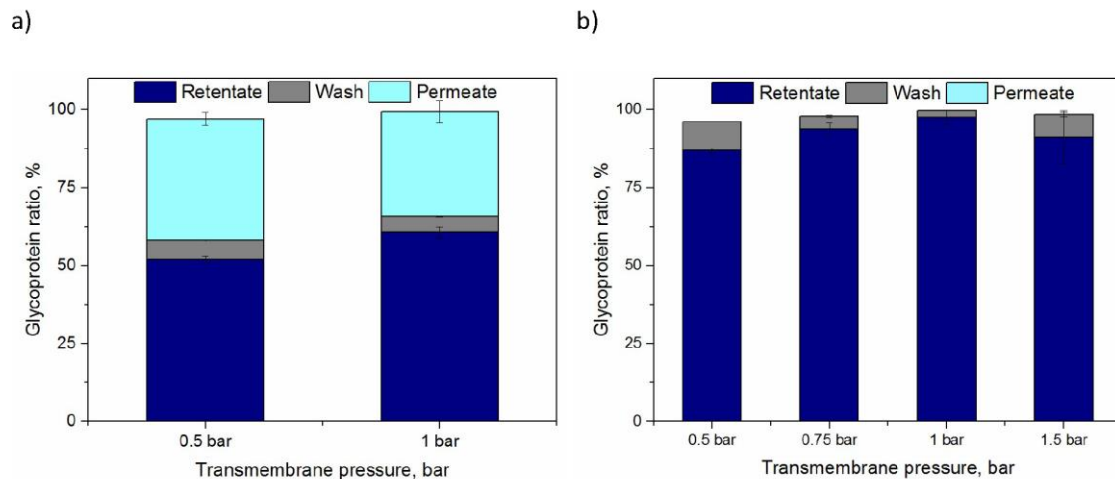 a)
Retentate Wash Permeate
100
75
50
25
0
Glycoprotein ratio, %
0.5 bar 1 bar
Transmembrane pressure, bar
b)
Retentate Wash Permeate
100
75
50
25
0
Glycoprotein ratio, %
0.5 bar 0.75 bar 1 bar 1.5 bar
Transmembrane pressure, bar